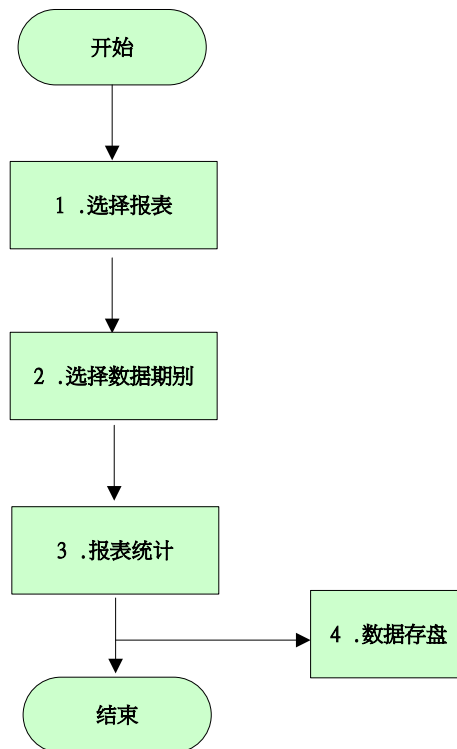 开始
1 .选择报表
2 .选择数据期别
3 .报表统计
4 .数据存盘
结束